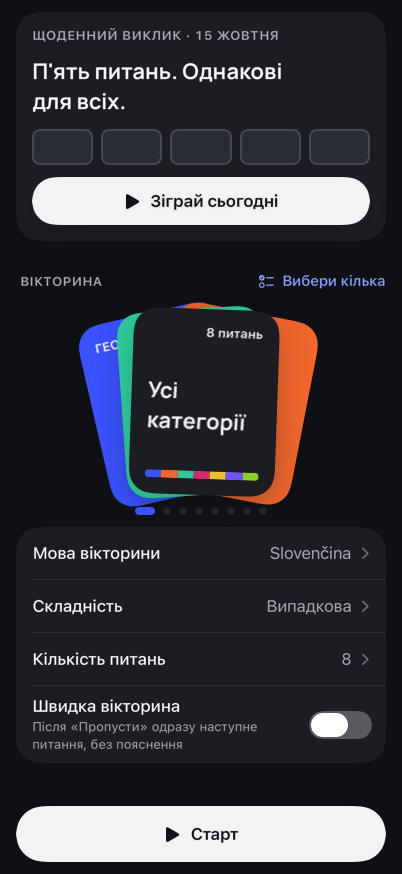 ЩОДЕННИЙ ВИКЛИК · 15 ЖОВТНЯ
П'ять питань. Однакові
для всіх.
Зіграй сьогодні
ВІКТОРИНА
Вибери кілька
ГЕО
8 питань
Усі
категорії
Мова вікторини
Slovenčina
Складність
Випадкова
Кількість питань
8
Швидка вікторина
Після «Пропусти» одразу наступне
питання, без пояснення
Старт